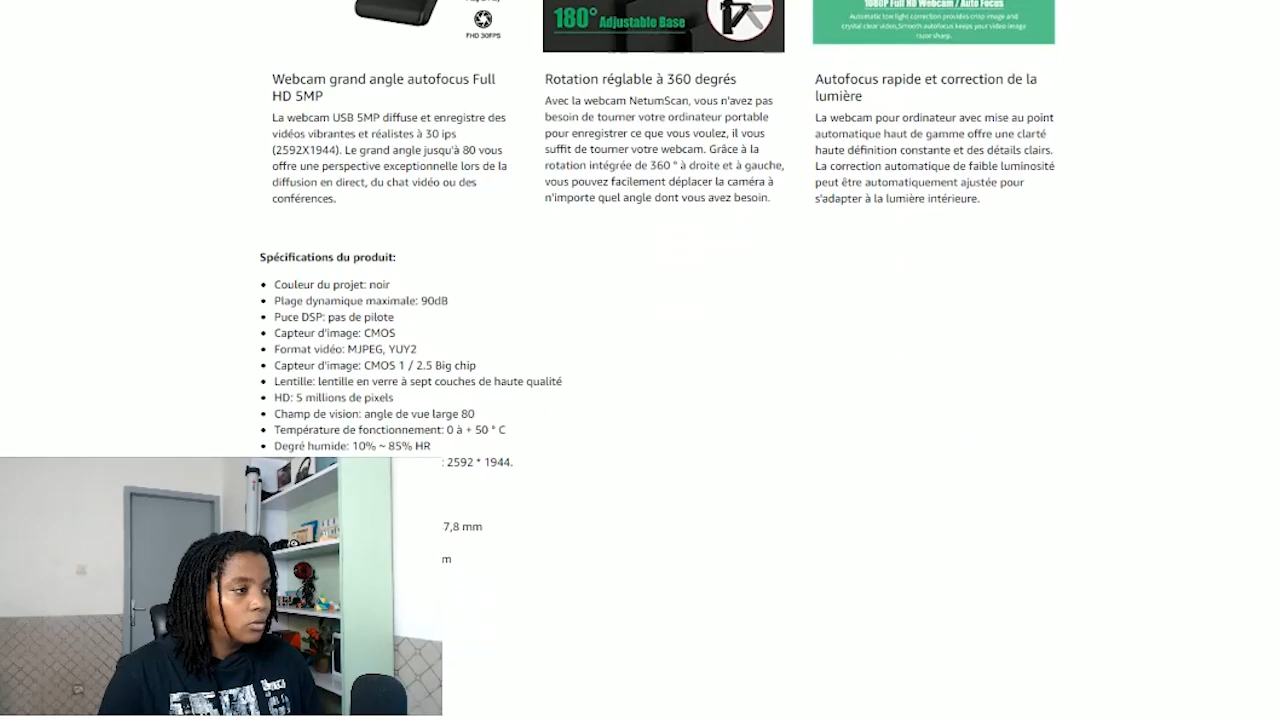 FHD 30FPS
180° Adjustable Base
1080P Full HD Webcam / Auto Focus
Automatic low light correction provides crisp image and
crystal clear video,Smooth autofocus keeps your video image
razor sharp.
Webcam grand angle autofocus Full
HD 5MP
La webcam USB 5MP diffuse et enregistre des
vidéos vibrantes et réalistes à 30 ips
(2592X1944). Le grand angle jusqu'à 80 vous
offre une perspective exceptionnelle lors de la
diffusion en direct, du chat vidéo ou des
conférences.
Rotation réglable à 360 degrés
Avec la webcam NetumScan, vous n'avez pas
besoin de tourner votre ordinateur portable
pour enregistrer ce que vous voulez, il vous
suffit de tourner votre webcam. Grâce à la
rotation intégrée de 360 ° à droite et à gauche,
vous pouvez facilement déplacer la caméra à
n'importe quel angle dont vous avez besoin.
Autofocus rapide et correction de la
lumière
La webcam pour ordinateur avec mise au point
automatique haut de gamme offre une clarté
haute définition constante et des détails clairs.
La correction automatique de faible luminosité
peut être automatiquement ajustée pour
s'adapter à la lumière intérieure.
Spécifications du produit:
• Couleur du projet: noir
• Plage dynamique maximale: 90dB
• Puce DSP: pas de pilote
• Capteur d'image: CMOS
• Format vidéo: MJPEG, YUY2
• Capteur d'image: CMOS 1 / 2.5 Big chip
• Lentille: lentille en verre à sept couches de haute qualité
• HD: 5 millions de pixels
• Champ de vision: angle de vue large 80
• Température de fonctionnement: 0 à + 50 ° C
• Degré humide: 10% ~ 85% HR
: 2592 * 1944.
7,8 mm
m